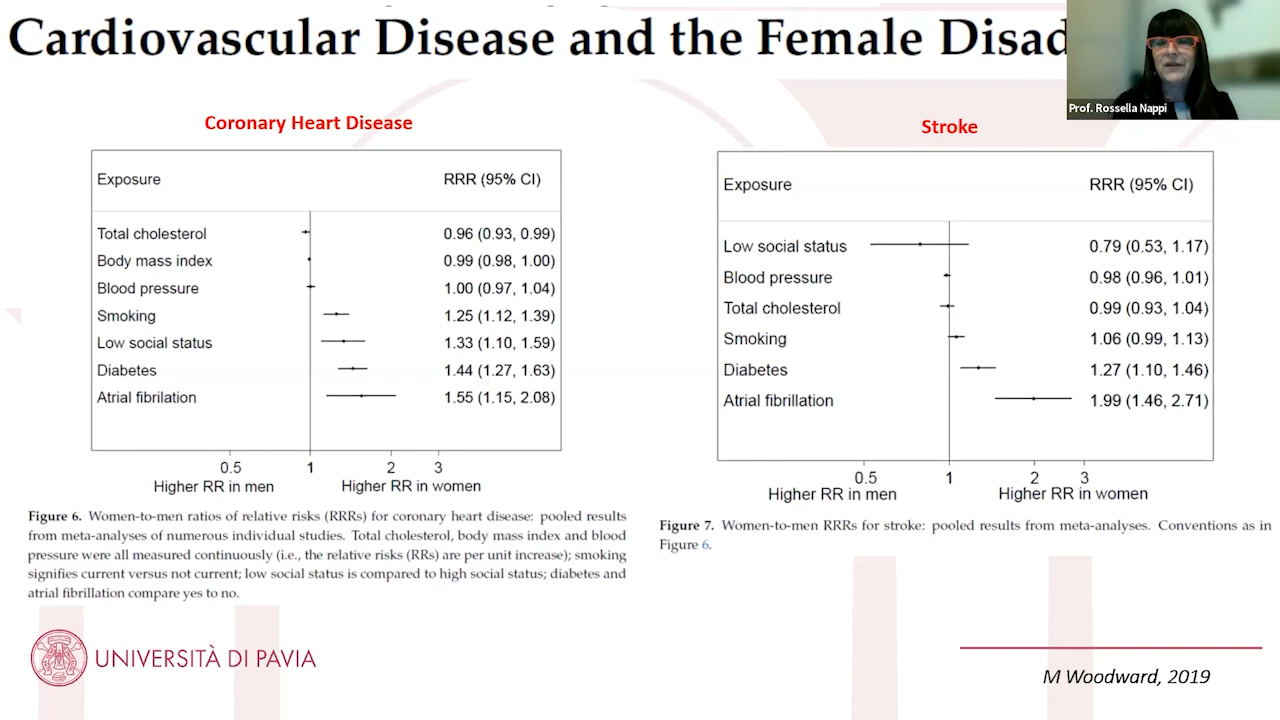 Cardiovascular Disease and the Female
Prof. Rossella Nappi
Coronary Heart Disease
Exposure RRR (95% CI)
Total cholesterol 0.96 (0.93, 0.99)
Body mass index 0.99 (0.98, 1.00)
Blood pressure 1.00 (0.97, 1.04)
Smoking 1.25 (1.12, 1.39)
Low social status 1.33 (1.10, 1.59)
Diabetes 1.44 (1.27, 1.63)
Atrial fibrilation 1.55 (1.15, 2.08)
0.5 1 2 3
Higher RR in men Higher RR in women
Figure 6. Women-to-men ratios of relative risks (RRRs) for coronary heart disease: pooled results
from meta-analyses of numerous individual studies. Total cholesterol, body mass index and blood
pressure were all measured continuously (i.e., the relative risks (RRs) are per unit increase); smoking
signifies current versus not current; low social status is compared to high social status; diabetes and
atrial fibrillation compare yes to no.
Stroke
Exposure RRR (95% CI)
Low social status 0.79 (0.53, 1.17)
Blood pressure 0.98 (0.96, 1.01)
Total cholesterol 0.99 (0.93, 1.04)
Smoking 1.06 (0.99, 1.13)
Diabetes 1.27 (1.10, 1.46)
Atrial fibrillation 1.99 (1.46, 2.71)
0.5 1 2 3
Higher RR in men Higher RR in women
Figure 7. Women-to-men RRRs for stroke: pooled results from meta-analyses. Conventions as in
Figure 6.
UNIVERSITÀ DI PAVIA
M Woodward, 2019